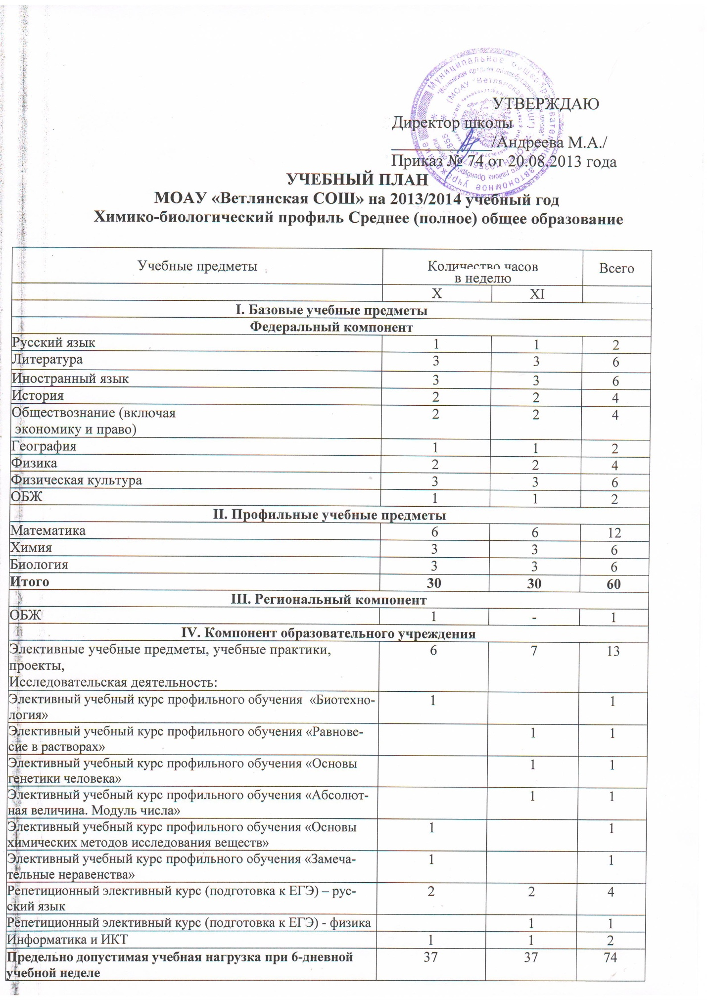 УТВЕРЖДАЮ
Директор школы
____________/Андреева М.А./
Приказ № 74 от 20.08.2013 года
УЧЕБНЫЙ ПЛАН
МОАУ «Ветлянская СОШ» на 2013/2014 учебный год
Химико-биологический профиль Среднее (полное) общее образование
Учебные предметы Количество часов Всего
в неделю
X XI
I. Базовые учебные предметы
Федеральный компонент
Русский язык 1 1 2
Литература 3 3 6
Иностранный язык 3 3 6
История 2 2 4
Обществознание (включая 2 2 4
экономику и право)
География 1 1 2
Физика 2 2 4
Физическая культура 3 3 6
ОБЖ 1 1 2
II. Профильные учебные предметы
Математика 6 6 12
Химия 3 3 6
Биология 3 3 6
Итого 30 30 60
III. Региональный компонент
ОБЖ 1 - 1
IV. Компонент образовательного учреждения
Элективные учебные предметы, учебные практики, 6 7 13
проекты,
Исследовательская деятельность:
Элективный учебный курс профильного обучения «Биотехно- 1 1
логия»
Элективный учебный курс профильного обучения «Равнове- 1 1
сие в растворах»
Элективный учебный курс профильного обучения «Основы 1 1
генетики человека»
Элективный учебный курс профильного обучения «Абсолют- 1 1
ная величина. Модуль числа»
Элективный учебный курс профильного обучения «Основы 1 1
химических методов исследования веществ»
Элективный учебный курс профильного обучения «Замеча- 1 1
тельные неравенства»
Репетиционный элективный курс (подготовка к ЕГЭ) – рус- 2 2 4
ский язык
Репетиционный элективный курс (подготовка к ЕГЭ) - физика 1 1
Информатика и ИКТ 1 1 2
Предельно допустимая учебная нагрузка при 6-дневной 37 37 74
учебной неделе
Муниципальное общеобразовательное автономное учреждение
(МОАУ "Ветлянская СОШ")